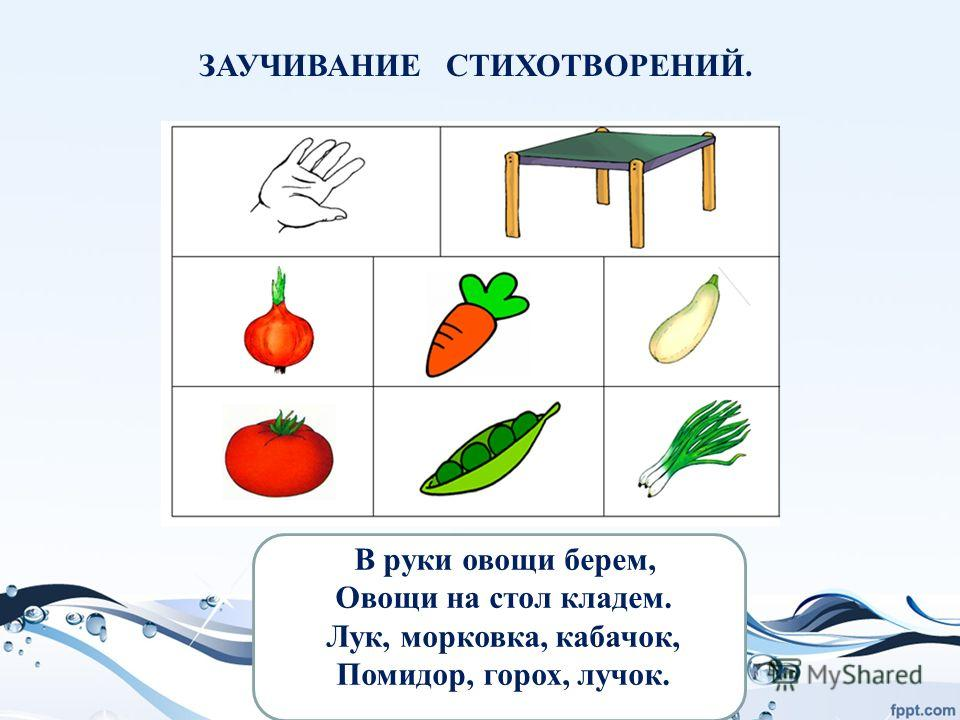 ЗАУЧИВАНИЕ СТИХОТВОРЕНИЙ.
В руки овощи берем,
Овощи на стол кладем.
Лук, морковка, кабачок,
Помидор, горох, лучок.
MyShared
fppt.com